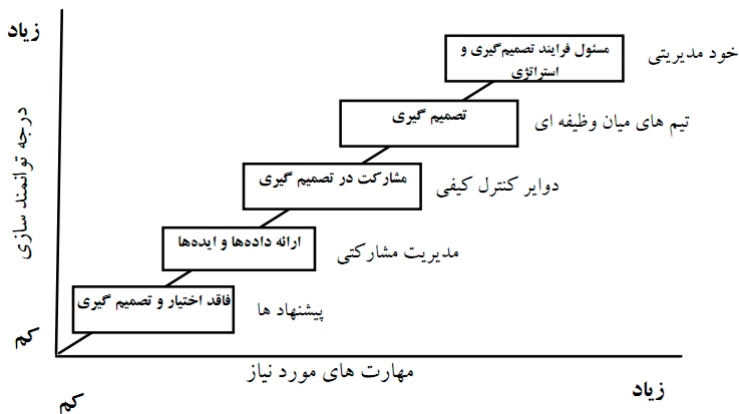 زیاد
مسئول فرایند تصمیم‌گیری و
استراتژی
خود مدیریتی
تصمیم گیری
تیم های میان وظیفه ای
مشارکت در تصمیم گیری
دوایر کنترل کیفی
ارائه داده‌ها و ایده‌ها
مدیریت مشارکتی
فاقد اختیار و تصمیم گیری
پیشنهاد ها
درجه توانمند سازی
کم
مهارت های مورد نیاز
زیاد
کم